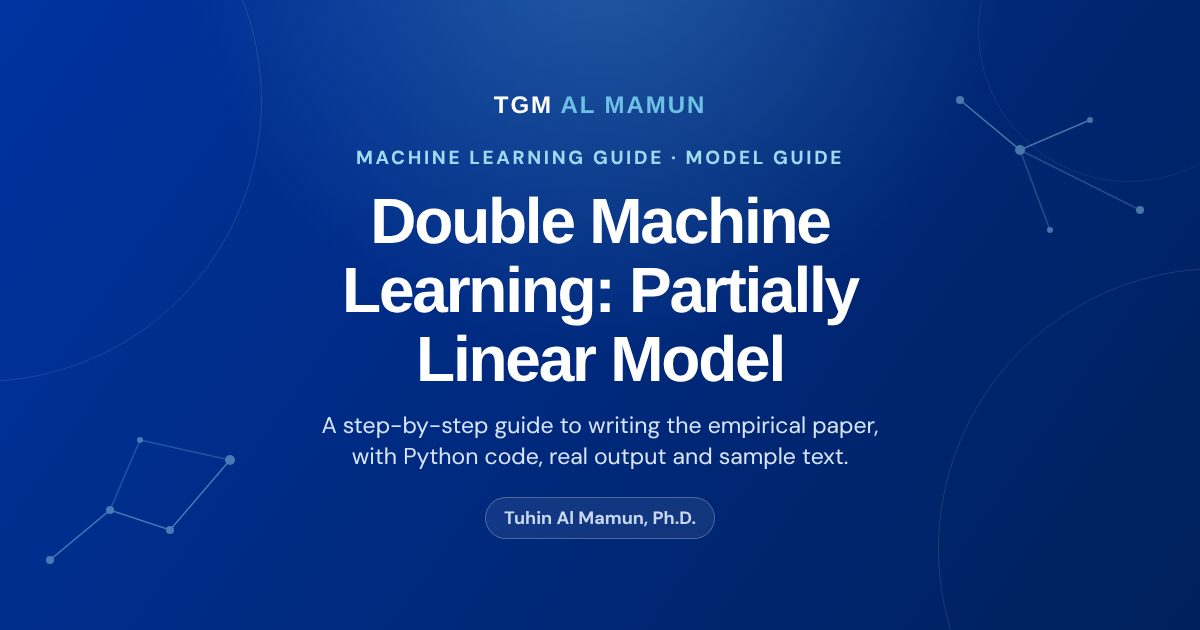 TGM AL MAMUN
MACHINE LEARNING GUIDE · MODEL GUIDE
Double Machine
Learning: Partially
Linear Model
A step-by-step guide to writing the empirical paper,
with Python code, real output and sample text.
Tuhin Al Mamun, Ph.D.